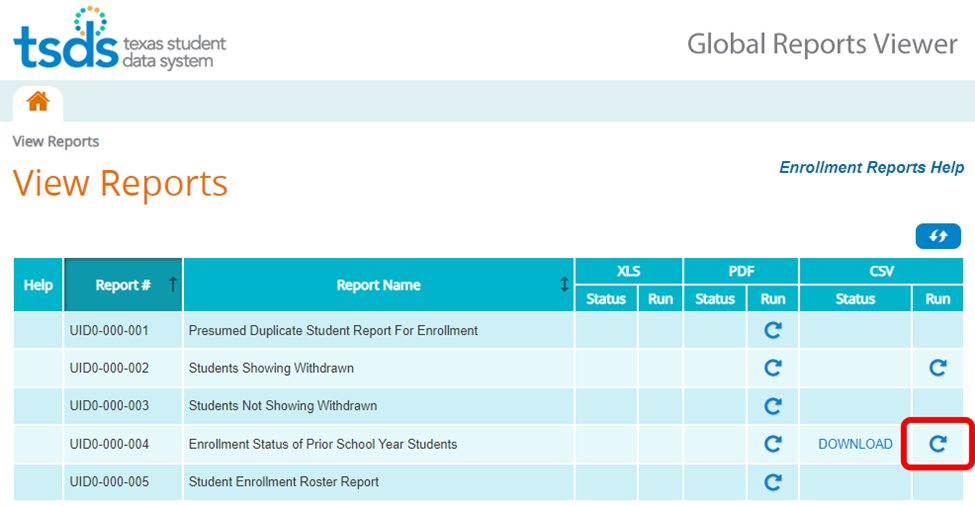 tsds texas student
data system
Global Reports Viewer
View Reports
View Reports
Enrollment Reports Help
Help Report # Report Name XLS PDF CSV
Status Run Status Run Status Run
UID0-000-001 Presumed Duplicate Student Report For Enrollment
UID0-000-002 Students Showing Withdrawn
UID0-000-003 Students Not Showing Withdrawn
UID0-000-004 Enrollment Status of Prior School Year Students DOWNLOAD
UID0-000-005 Student Enrollment Roster Report